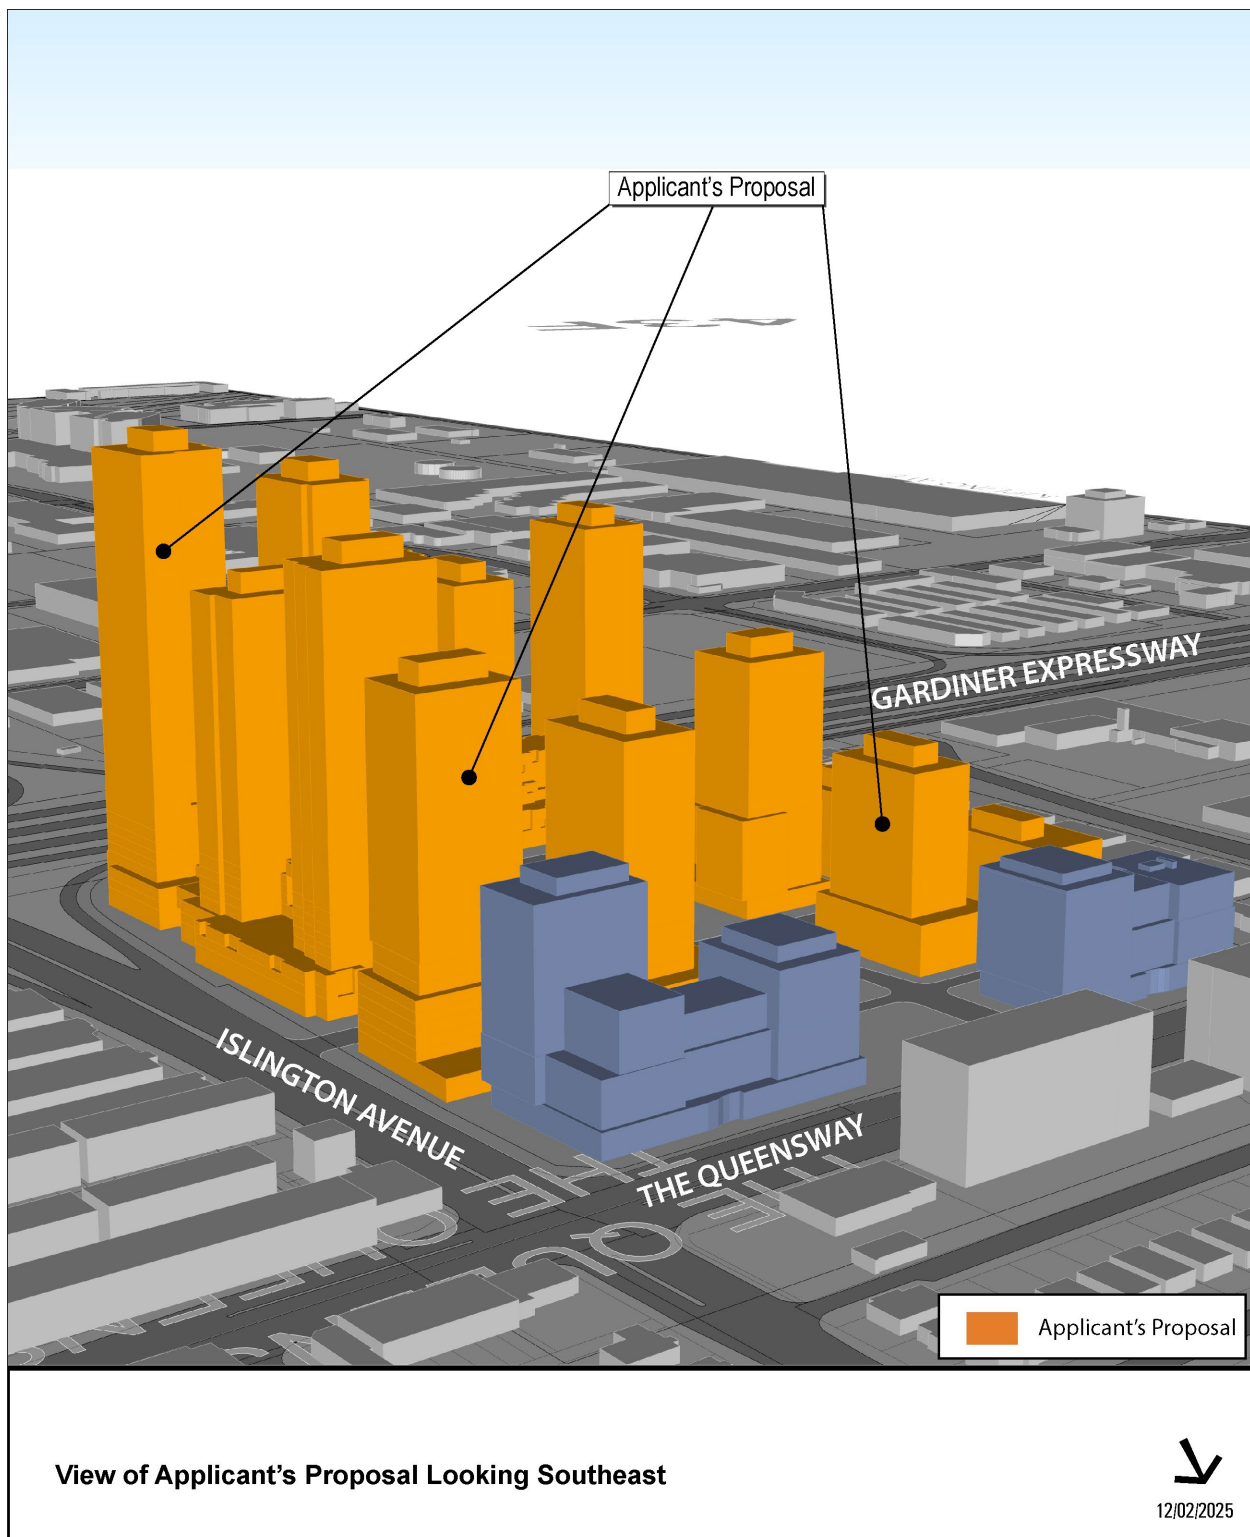 Applicant's Proposal
GARDINER EXPRESSWAY
ISLINGTON AVENUE
THE QUEENSWAY
Applicant's Proposal
View of Applicant's Proposal Looking Southeast
12/02/2025